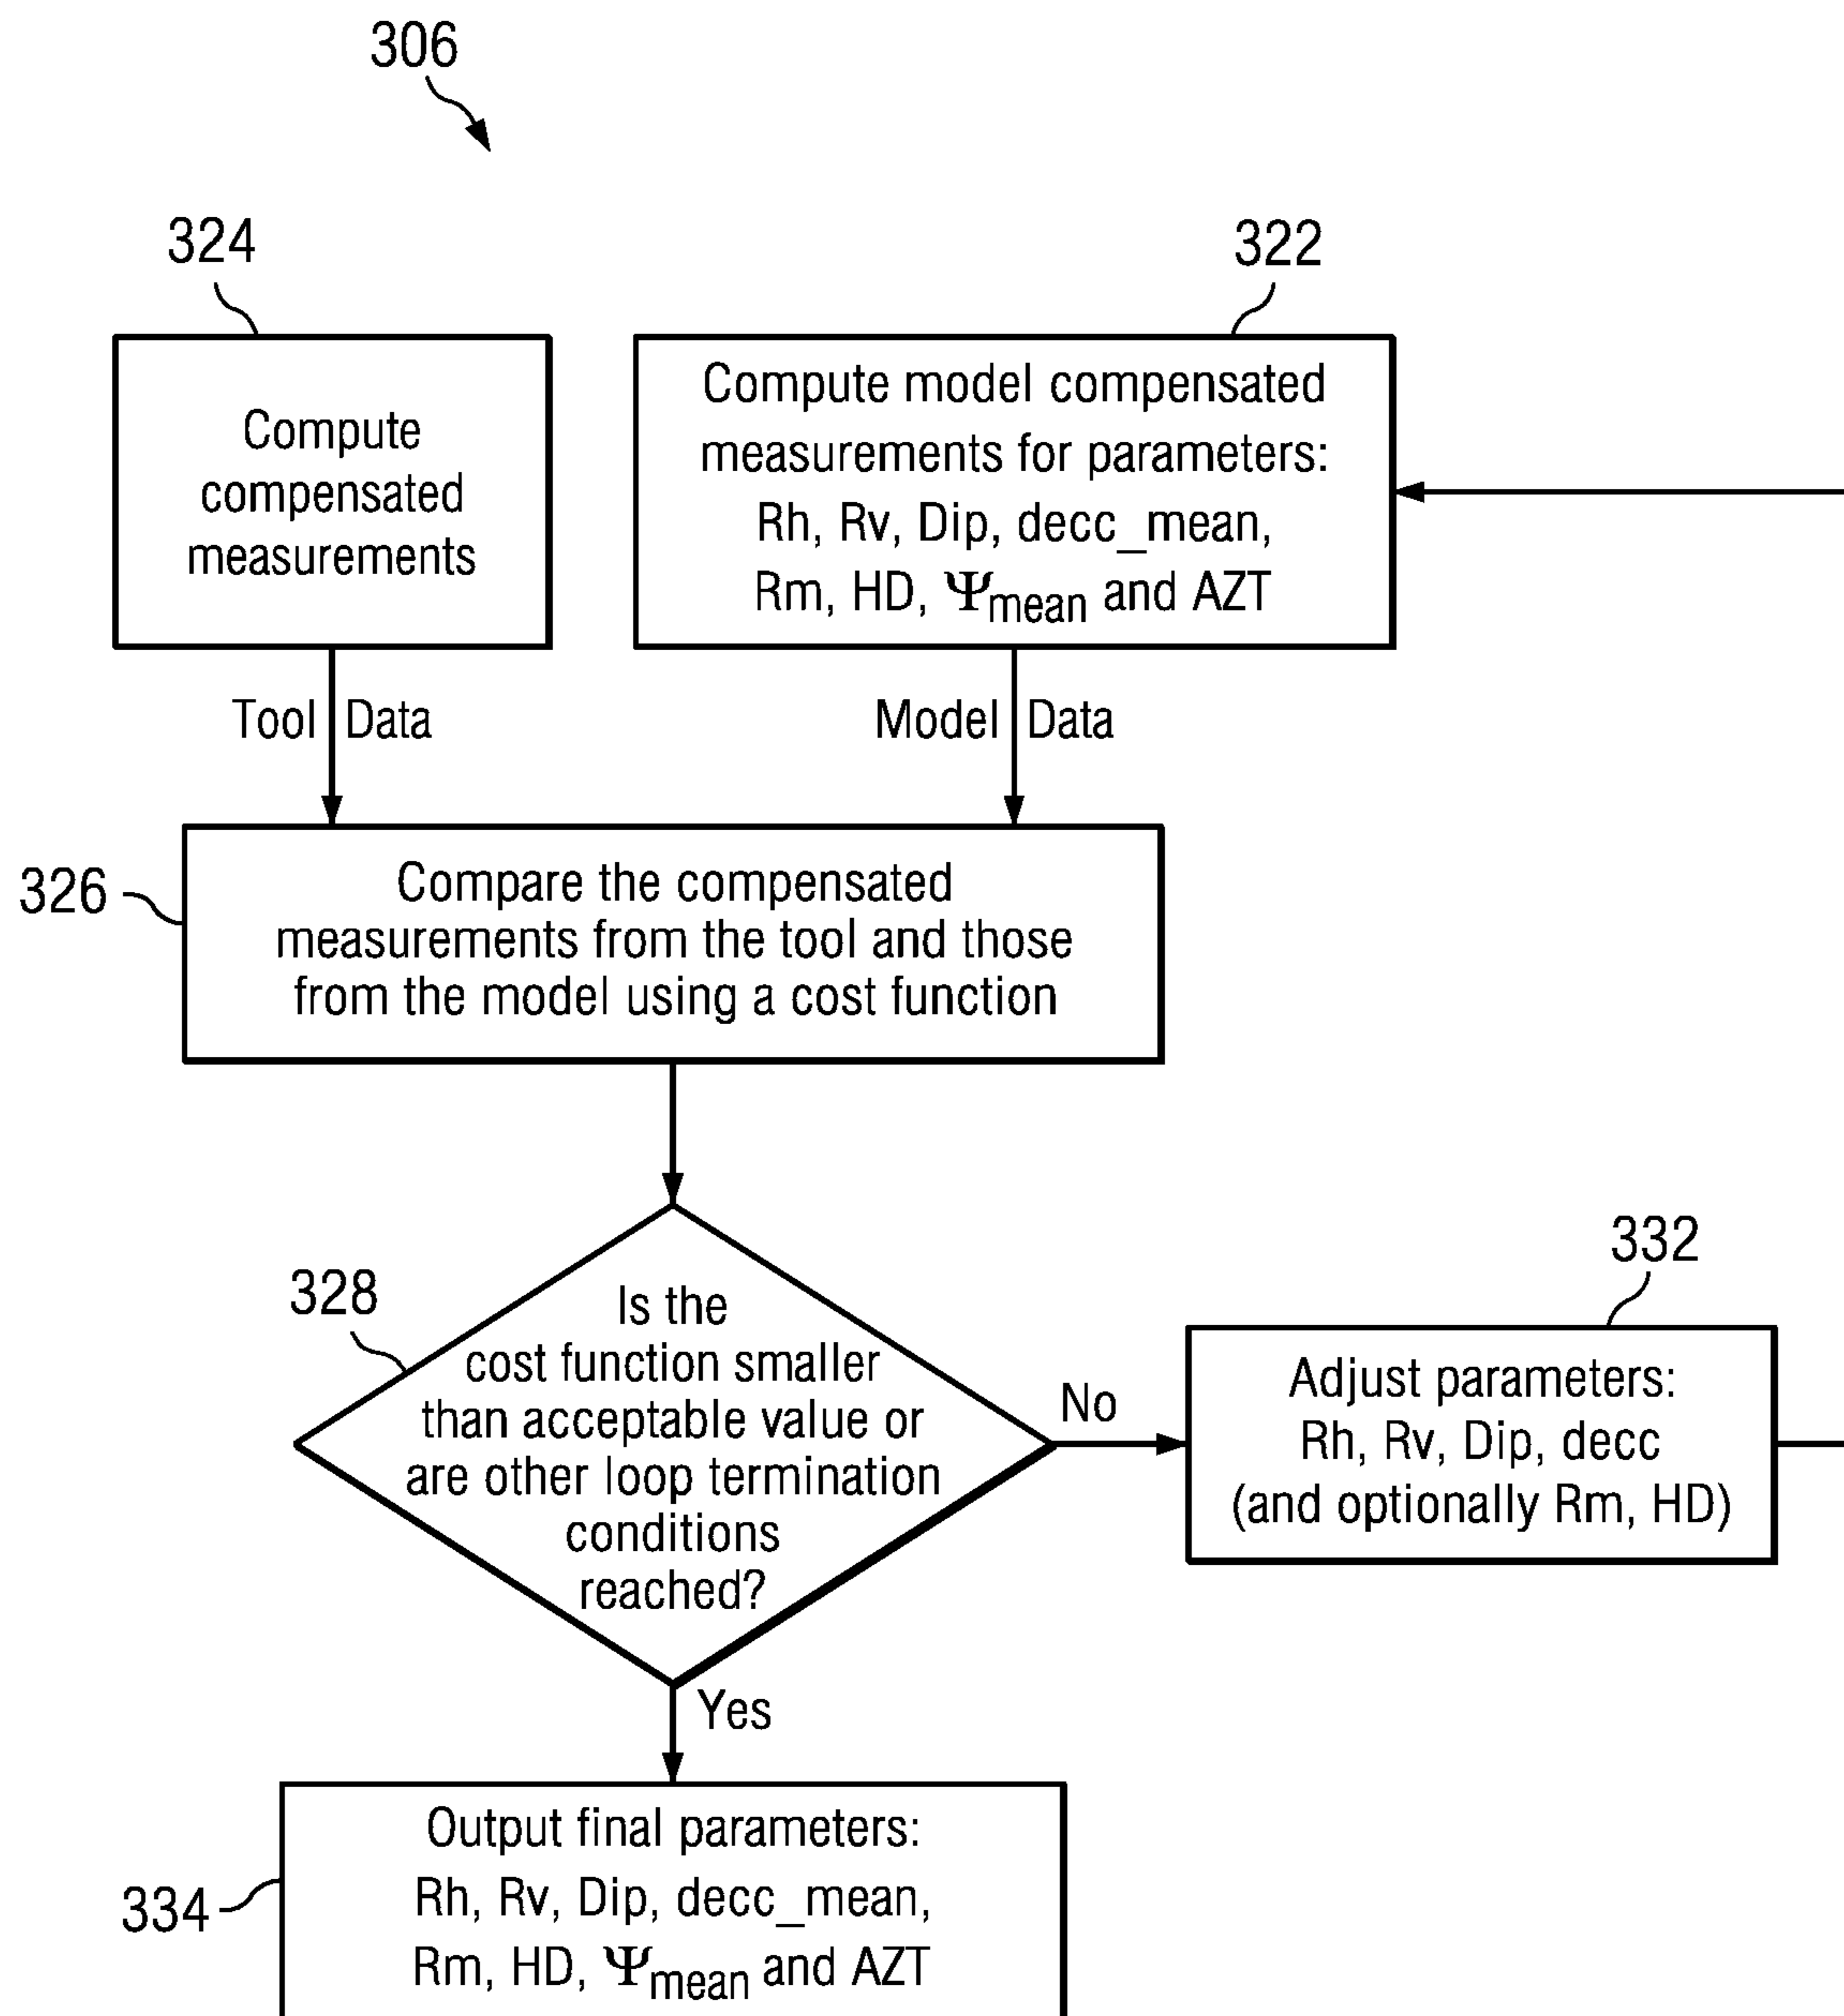 306
324
322
Compute
compensated
measurements
Compute model compensated
measurements for parameters:
Rh, Rv, Dip, decc_mean,
Rm, HD, Ψmean and AZT
Tool Data
Model Data
326
Compare the compensated
measurements from the tool and those
from the model using a cost function
328
Is the
cost function smaller
than acceptable value or
are other loop termination
conditions
reached?
No
332
Adjust parameters:
Rh, Rv, Dip, decc
(and optionally Rm, HD)
Yes
334
Output final parameters:
Rh, Rv, Dip, decc_mean,
Rm, HD, Ψmean and AZT